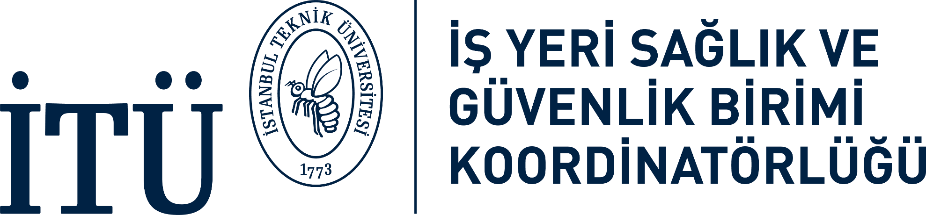 İTÜ
İSTANBUL TEKNİK ÜNİVERSİTESİ
1773
İŞ YERİ SAĞLIK VE
GÜVENLİK BİRİMİ
KOORDİNATÖRLÜĞÜ